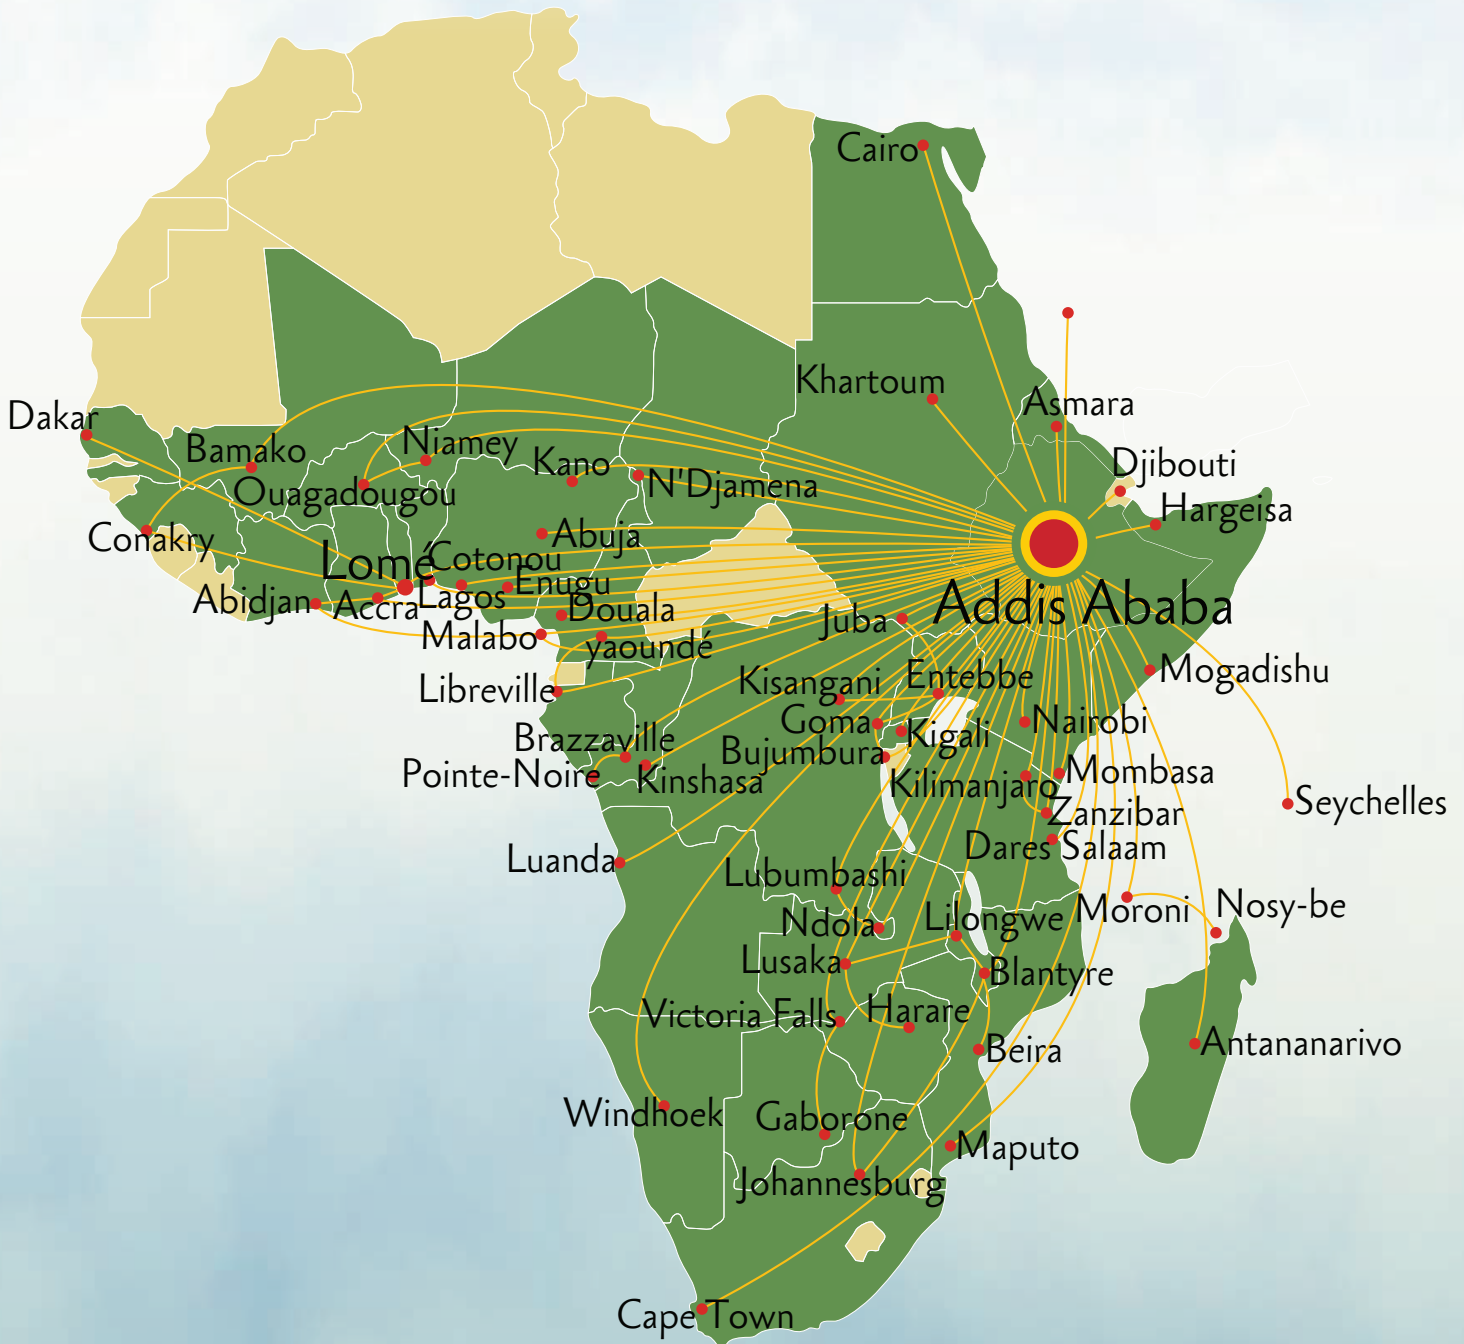 Cairo
Khartoum
Asmara
Dakar
Bamako
Niamey
Kano
N'Djamena
Djibouti
Ouagadougou
Hargeisa
Conakry
Abuja
Lomé
Cotonou
Enugu
Abidjan
Accra
Lagos
Douala
Addis Ababa
Juba
Malabo
yaoundé
Mogadishu
Libreville
Kisangani
Entebbe
Goma
Nairobi
Brazzaville
Bujumbura
Kigali
Pointe-Noire
Kinshasa
Kilimanjaro
Mombasa
Zanzibar
Seychelles
Dares Salaam
Luanda
Lubumbashi
Ndola
Lilongwe
Moroni
Nosy-be
Lusaka
Blantyre
Victoria Falls
Harare
Beira
Antananarivo
Windhoek
Gaborone
Maputo
Johannesburg
Cape Town